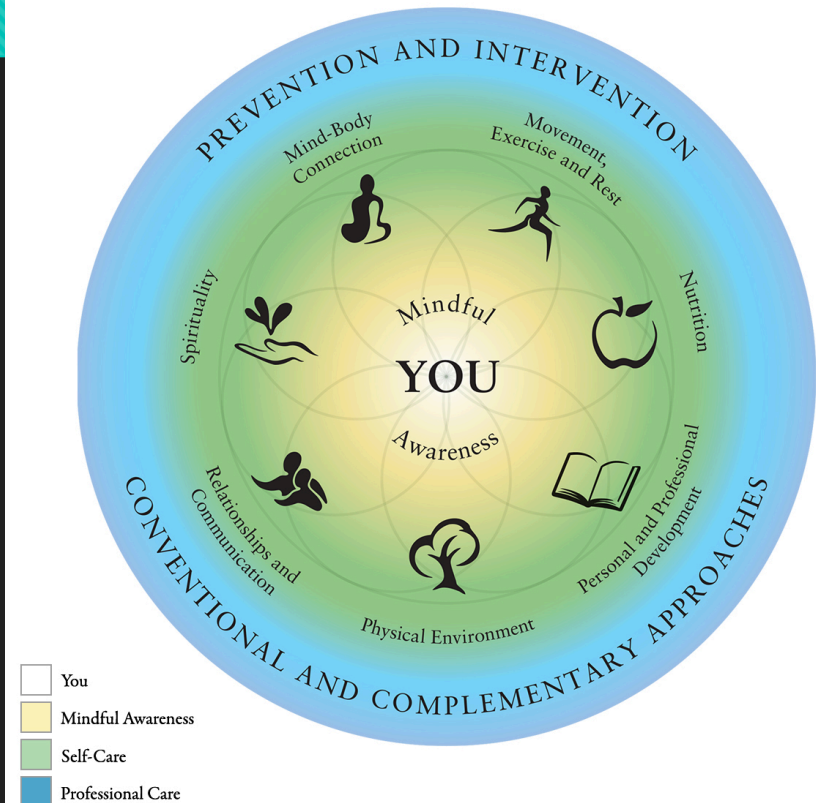 PREVENTION AND INTERVENTION
Mind-Body
Connection
Movement,
Exercise and Rest
Spirituality
Nutrition
Mindful
YOU
Awareness
Relationships and
Communication
Personal and Professional
Development
Physical Environment
CONVENTIONAL AND COMPLEMENTARY APPROACHES
You
Mindful Awareness
Self-Care
Professional Care